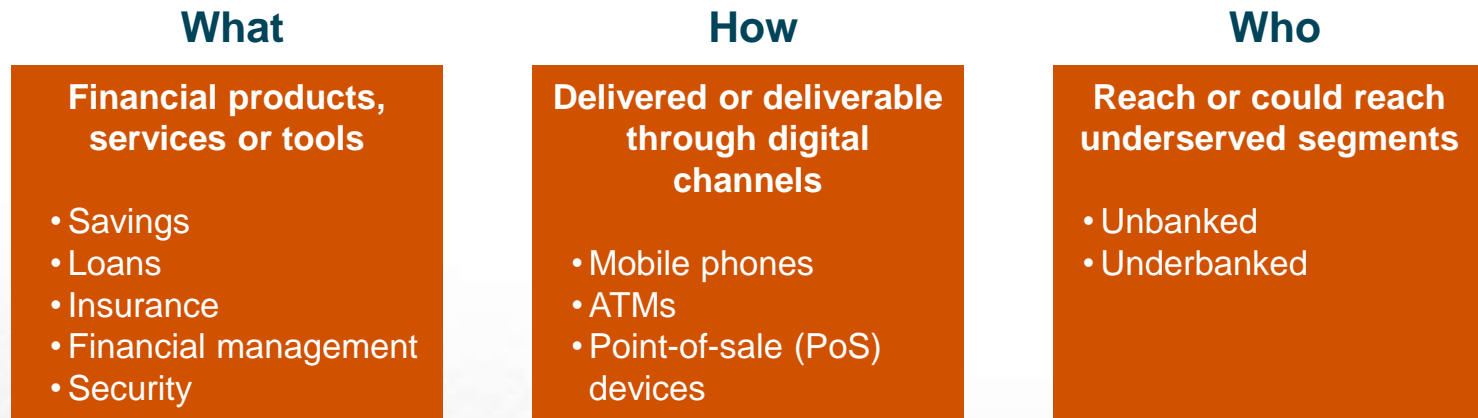 What
Financial products,
services or tools
• Savings
• Loans
• Insurance
• Financial management
• Security
How
Delivered or deliverable
through digital
channels
• Mobile phones
• ATMs
• Point-of-sale (PoS)
devices
Who
Reach or could reach
underserved segments
• Unbanked
• Underbanked